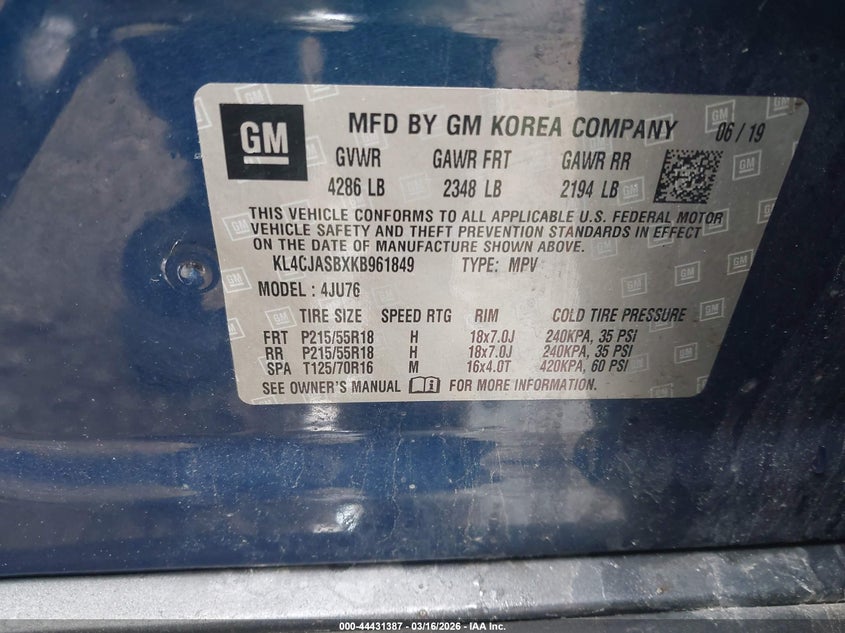 GM MFD BY GM KOREA COMPANY 06/19
GVWR GAWR FRT GAWR RR
4286 LB 2348 LB 2194 LB
THIS VEHICLE CONFORMS TO ALL APPLICABLE U.S. FEDERAL MOTOR
VEHICLE SAFETY AND THEFT PREVENTION STANDARDS IN EFFECT
ON THE DATE OF MANUFACTURE SHOWN ABOVE.
KL4CJASBXKB961849 TYPE: MPV
MODEL: 4JU76
TIRE SIZE SPEED RTG RIM COLD TIRE PRESSURE
FRT P215/55R18 H 18x7.0J 240KPA, 35 PSI
RR P215/55R18 H 18x7.0J 240KPA, 35 PSI
SPA T125/70R16 M 16x4.0T 420KPA, 60 PSI
SEE OWNER'S MANUAL FOR MORE INFORMATION.
000-44431387 - 03/16/2026 - IAA Inc.